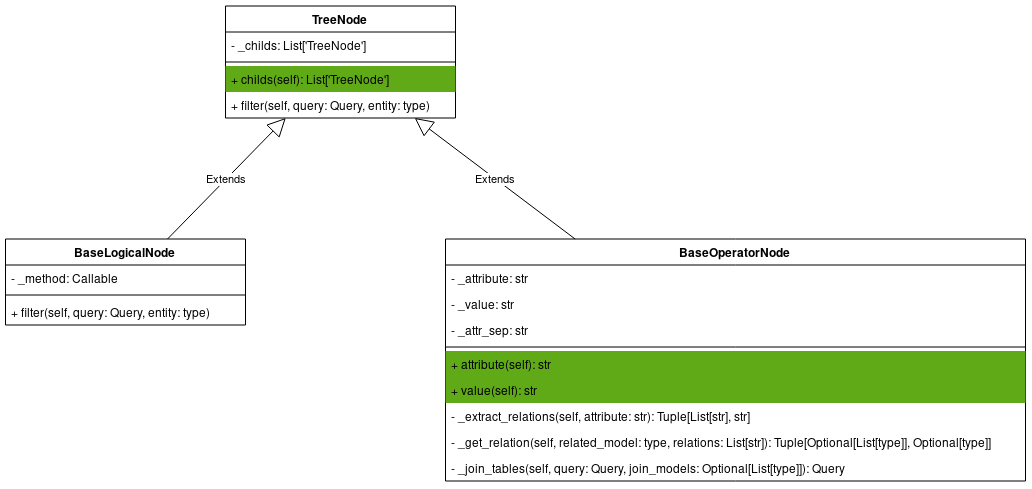 TreeNode
- _childs: List['TreeNode']
+ childs(self): List['TreeNode']
+ filter(self, query: Query, entity: type)
Extends
Extends
BaseLogicalNode
- _method: Callable
+ filter(self, query: Query, entity: type)
BaseOperatorNode
- _attribute: str
- _value: str
- _attr_sep: str
+ attribute(self): str
+ value(self): str
- _extract_relations(self, attribute: str): Tuple[List[str], str]
- _get_relation(self, related_model: type, relations: List[str]): Tuple[Optional[List[type]], Optional[type]]
- _join_tables(self, query: Query, join_models: Optional[List[type]]): Query